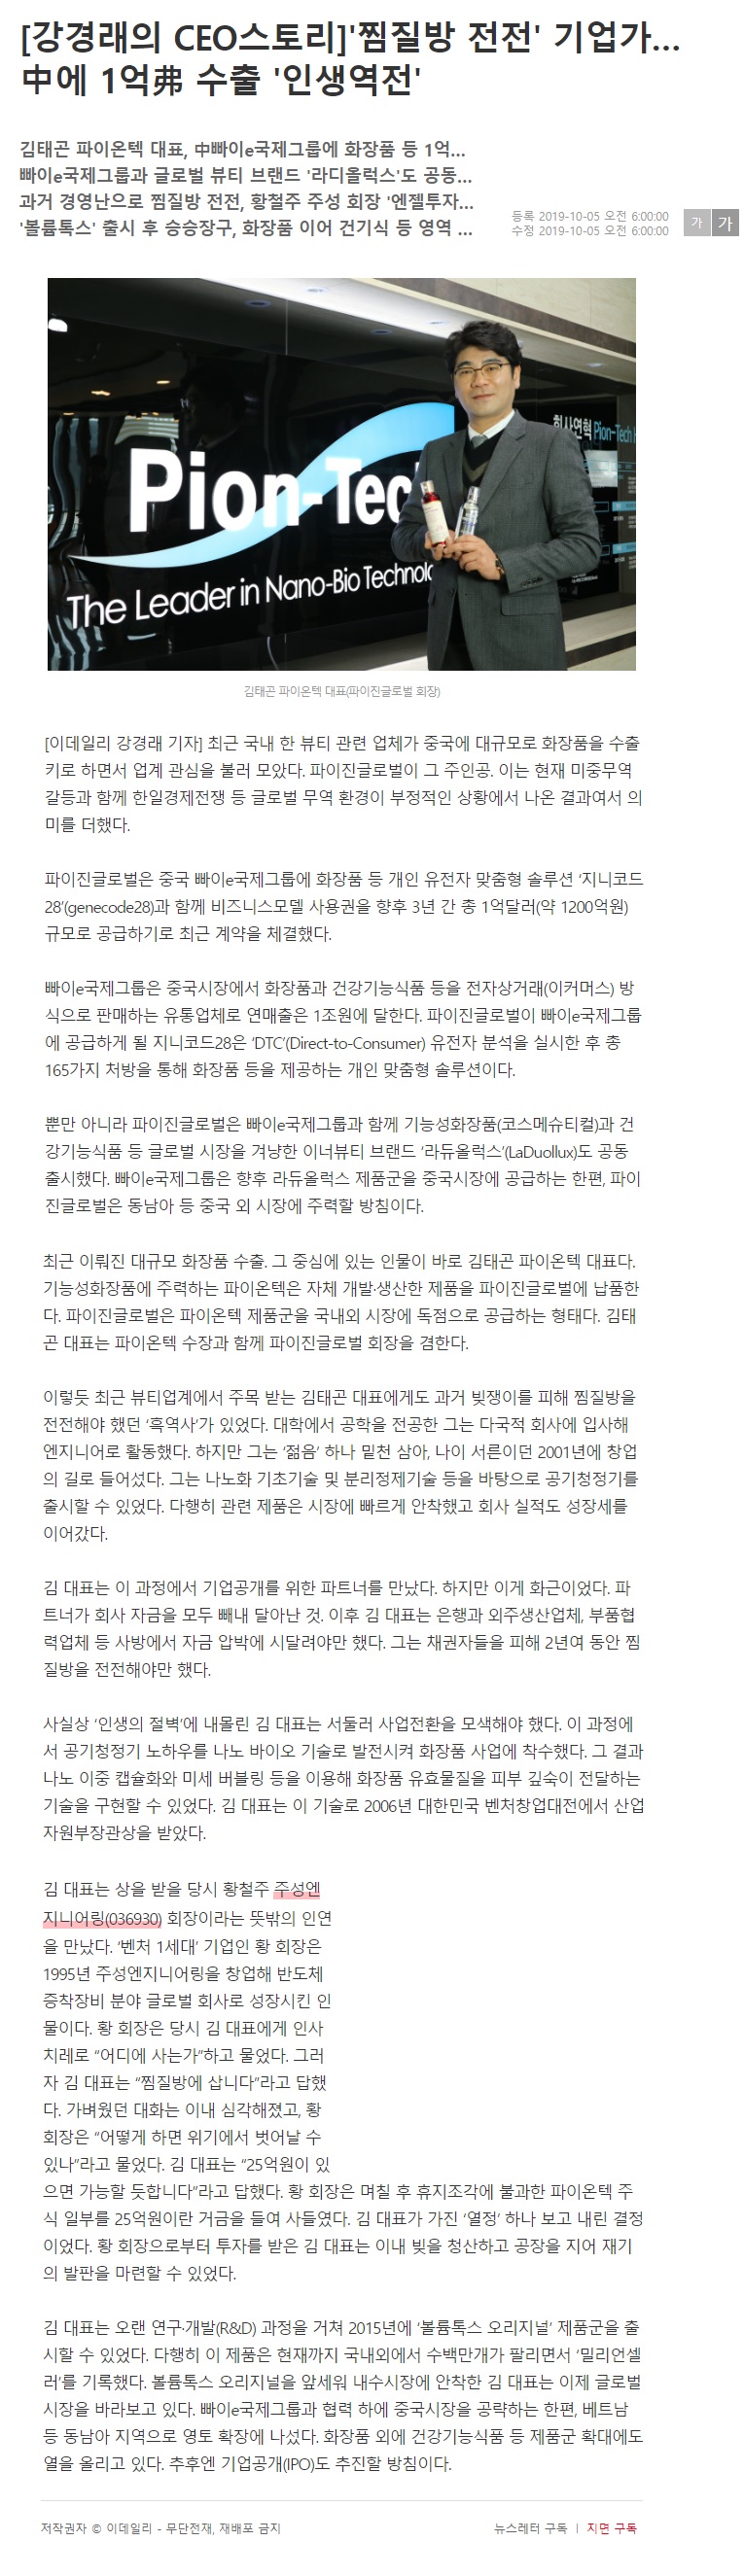 [강경래의 CEO스토리]'찜질방 전전' 기업가...
中에 1억弗 수출 '인생역전'
김태곤 파이온텍 대표, 中빠이e국제그룹에 화장품 등 1억...
빠이e국제그룹과 글로벌 뷰티 브랜드 '라디올럭스'도 공동...
과거 경영난으로 찜질방 전전, 황철주 주성 회장 '엔젤투자...
'볼륨톡스' 출시 후 승승장구, 화장품 이어 건기식 등 영역 ...
등록 2019-10-05 오전 6:00:00
수정 2019-10-05 오전 6:00:00
가 가
회사연혁 Pion-Tech H
Pion-Tec
The Leader in Nano-Bio Technolo
김태곤 파이온텍 대표(파이진글로벌 회장)
[이데일리 강경래 기자] 최근 국내 한 뷰티 관련 업체가 중국에 대규모로 화장품을 수출
키로 하면서 업계 관심을 불러 모았다. 파이진글로벌이 그 주인공. 이는 현재 미중무역
갈등과 함께 한일경제전쟁 등 글로벌 무역 환경이 부정적인 상황에서 나온 결과여서 의
미를 더했다.
파이진글로벌은 중국 빠이e국제그룹에 화장품 등 개인 유전자 맞춤형 솔루션 ‘지니코드
28’(genecode28)과 함께 비즈니스모델 사용권을 향후 3년 간 총 1억달러(약 1200억원)
규모로 공급하기로 최근 계약을 체결했다.
빠이e국제그룹은 중국시장에서 화장품과 건강기능식품 등을 전자상거래(이커머스) 방
식으로 판매하는 유통업체로 연매출은 1조원에 달한다. 파이진글로벌이 빠이e국제그룹
에 공급하게 될 지니코드28은 ‘DTC’(Direct-to-Consumer) 유전자 분석을 실시한 후 총
165가지 처방을 통해 화장품 등을 제공하는 개인 맞춤형 솔루션이다.
뿐만 아니라 파이진글로벌은 빠이e국제그룹과 함께 기능성화장품(코스메슈티컬)과 건
강기능식품 등 글로벌 시장을 겨냥한 이너뷰티 브랜드 ‘라듀올럭스’(LaDuollux)도 공동
출시했다. 빠이e국제그룹은 향후 라듀올럭스 제품군을 중국시장에 공급하는 한편, 파이
진글로벌은 동남아 등 중국 외 시장에 주력할 방침이다.
최근 이뤄진 대규모 화장품 수출. 그 중심에 있는 인물이 바로 김태곤 파이온텍 대표다.
기능성화장품에 주력하는 파이온텍은 자체 개발·생산한 제품을 파이진글로벌에 납품한
다. 파이진글로벌은 파이온텍 제품군을 국내외 시장에 독점으로 공급하는 형태다. 김태
곤 대표는 파이온텍 수장과 함께 파이진글로벌 회장을 겸한다.
이렇듯 최근 뷰티업계에서 주목 받는 김태곤 대표에게도 과거 빚쟁이를 피해 찜질방을
전전해야 했던 ‘흑역사’가 있었다. 대학에서 공학을 전공한 그는 다국적 회사에 입사해
엔지니어로 활동했다. 하지만 그는 ‘젊음’ 하나 밑천 삼아, 나이 서른이던 2001년에 창업
의 길로 들어섰다. 그는 나노화 기초기술 및 분리정제기술 등을 바탕으로 공기청정기를
출시할 수 있었다. 다행히 관련 제품은 시장에 빠르게 안착했고 회사 실적도 성장세를
이어갔다.
김 대표는 이 과정에서 기업공개를 위한 파트너를 만났다. 하지만 이게 화근이었다. 파
트너가 회사 자금을 모두 빼내 달아난 것. 이후 김 대표는 은행과 외주생산업체, 부품협
력업체 등 사방에서 자금 압박에 시달려야만 했다. 그는 채권자들을 피해 2년여 동안 찜
질방을 전전해야만 했다.
사실상 ‘인생의 절벽’에 내몰린 김 대표는 서둘러 사업전환을 모색해야 했다. 이 과정에
서 공기청정기 노하우를 나노 바이오 기술로 발전시켜 화장품 사업에 착수했다. 그 결과
나노 이중 캡슐화와 미세 버블링 등을 이용해 화장품 유효물질을 피부 깊숙이 전달하는
기술을 구현할 수 있었다. 김 대표는 이 기술로 2006년 대한민국 벤처창업대전에서 산업
자원부장관상을 받았다.
김 대표는 상을 받을 당시 황철주 주성엔
지니어링(036930) 회장이라는 뜻밖의 인연
을 만났다. ‘벤처 1세대’ 기업인 황 회장은
1995년 주성엔지니어링을 창업해 반도체
증착장비 분야 글로벌 회사로 성장시킨 인
물이다. 황 회장은 당시 김 대표에게 인사
치레로 “어디에 사는가”하고 물었다. 그러
자 김 대표는 “찜질방에 삽니다”라고 답했
다. 가벼웠던 대화는 이내 심각해졌고, 황
회장은 “어떻게 하면 위기에서 벗어날 수
있나”라고 물었다. 김 대표는 “25억원이 있
으면 가능할 듯합니다”라고 답했다. 황 회장은 며칠 후 휴지조각에 불과한 파이온텍 주
식 일부를 25억원이란 거금을 들여 사들였다. 김 대표가 가진 ‘열정’ 하나 보고 내린 결정
이었다. 황 회장으로부터 투자를 받은 김 대표는 이내 빚을 청산하고 공장을 지어 재기
의 발판을 마련할 수 있었다.
김 대표는 오랜 연구·개발(R&D) 과정을 거쳐 2015년에 ‘볼륨톡스 오리지널’ 제품군을 출
시할 수 있었다. 다행히 이 제품은 현재까지 국내외에서 수백만개가 팔리면서 ‘밀리언셀
러’를 기록했다. 볼륨톡스 오리지널을 앞세워 내수시장에 안착한 김 대표는 이제 글로벌
시장을 바라보고 있다. 빠이e국제그룹과 협력 하에 중국시장을 공략하는 한편, 베트남
등 동남아 지역으로 영토 확장에 나섰다. 화장품 외에 건강기능식품 등 제품군 확대에도
열을 올리고 있다. 추후엔 기업공개(IPO)도 추진할 방침이다.
저작권자 © 이데일리 - 무단전재, 재배포 금지
뉴스레터 구독 | 지면 구독